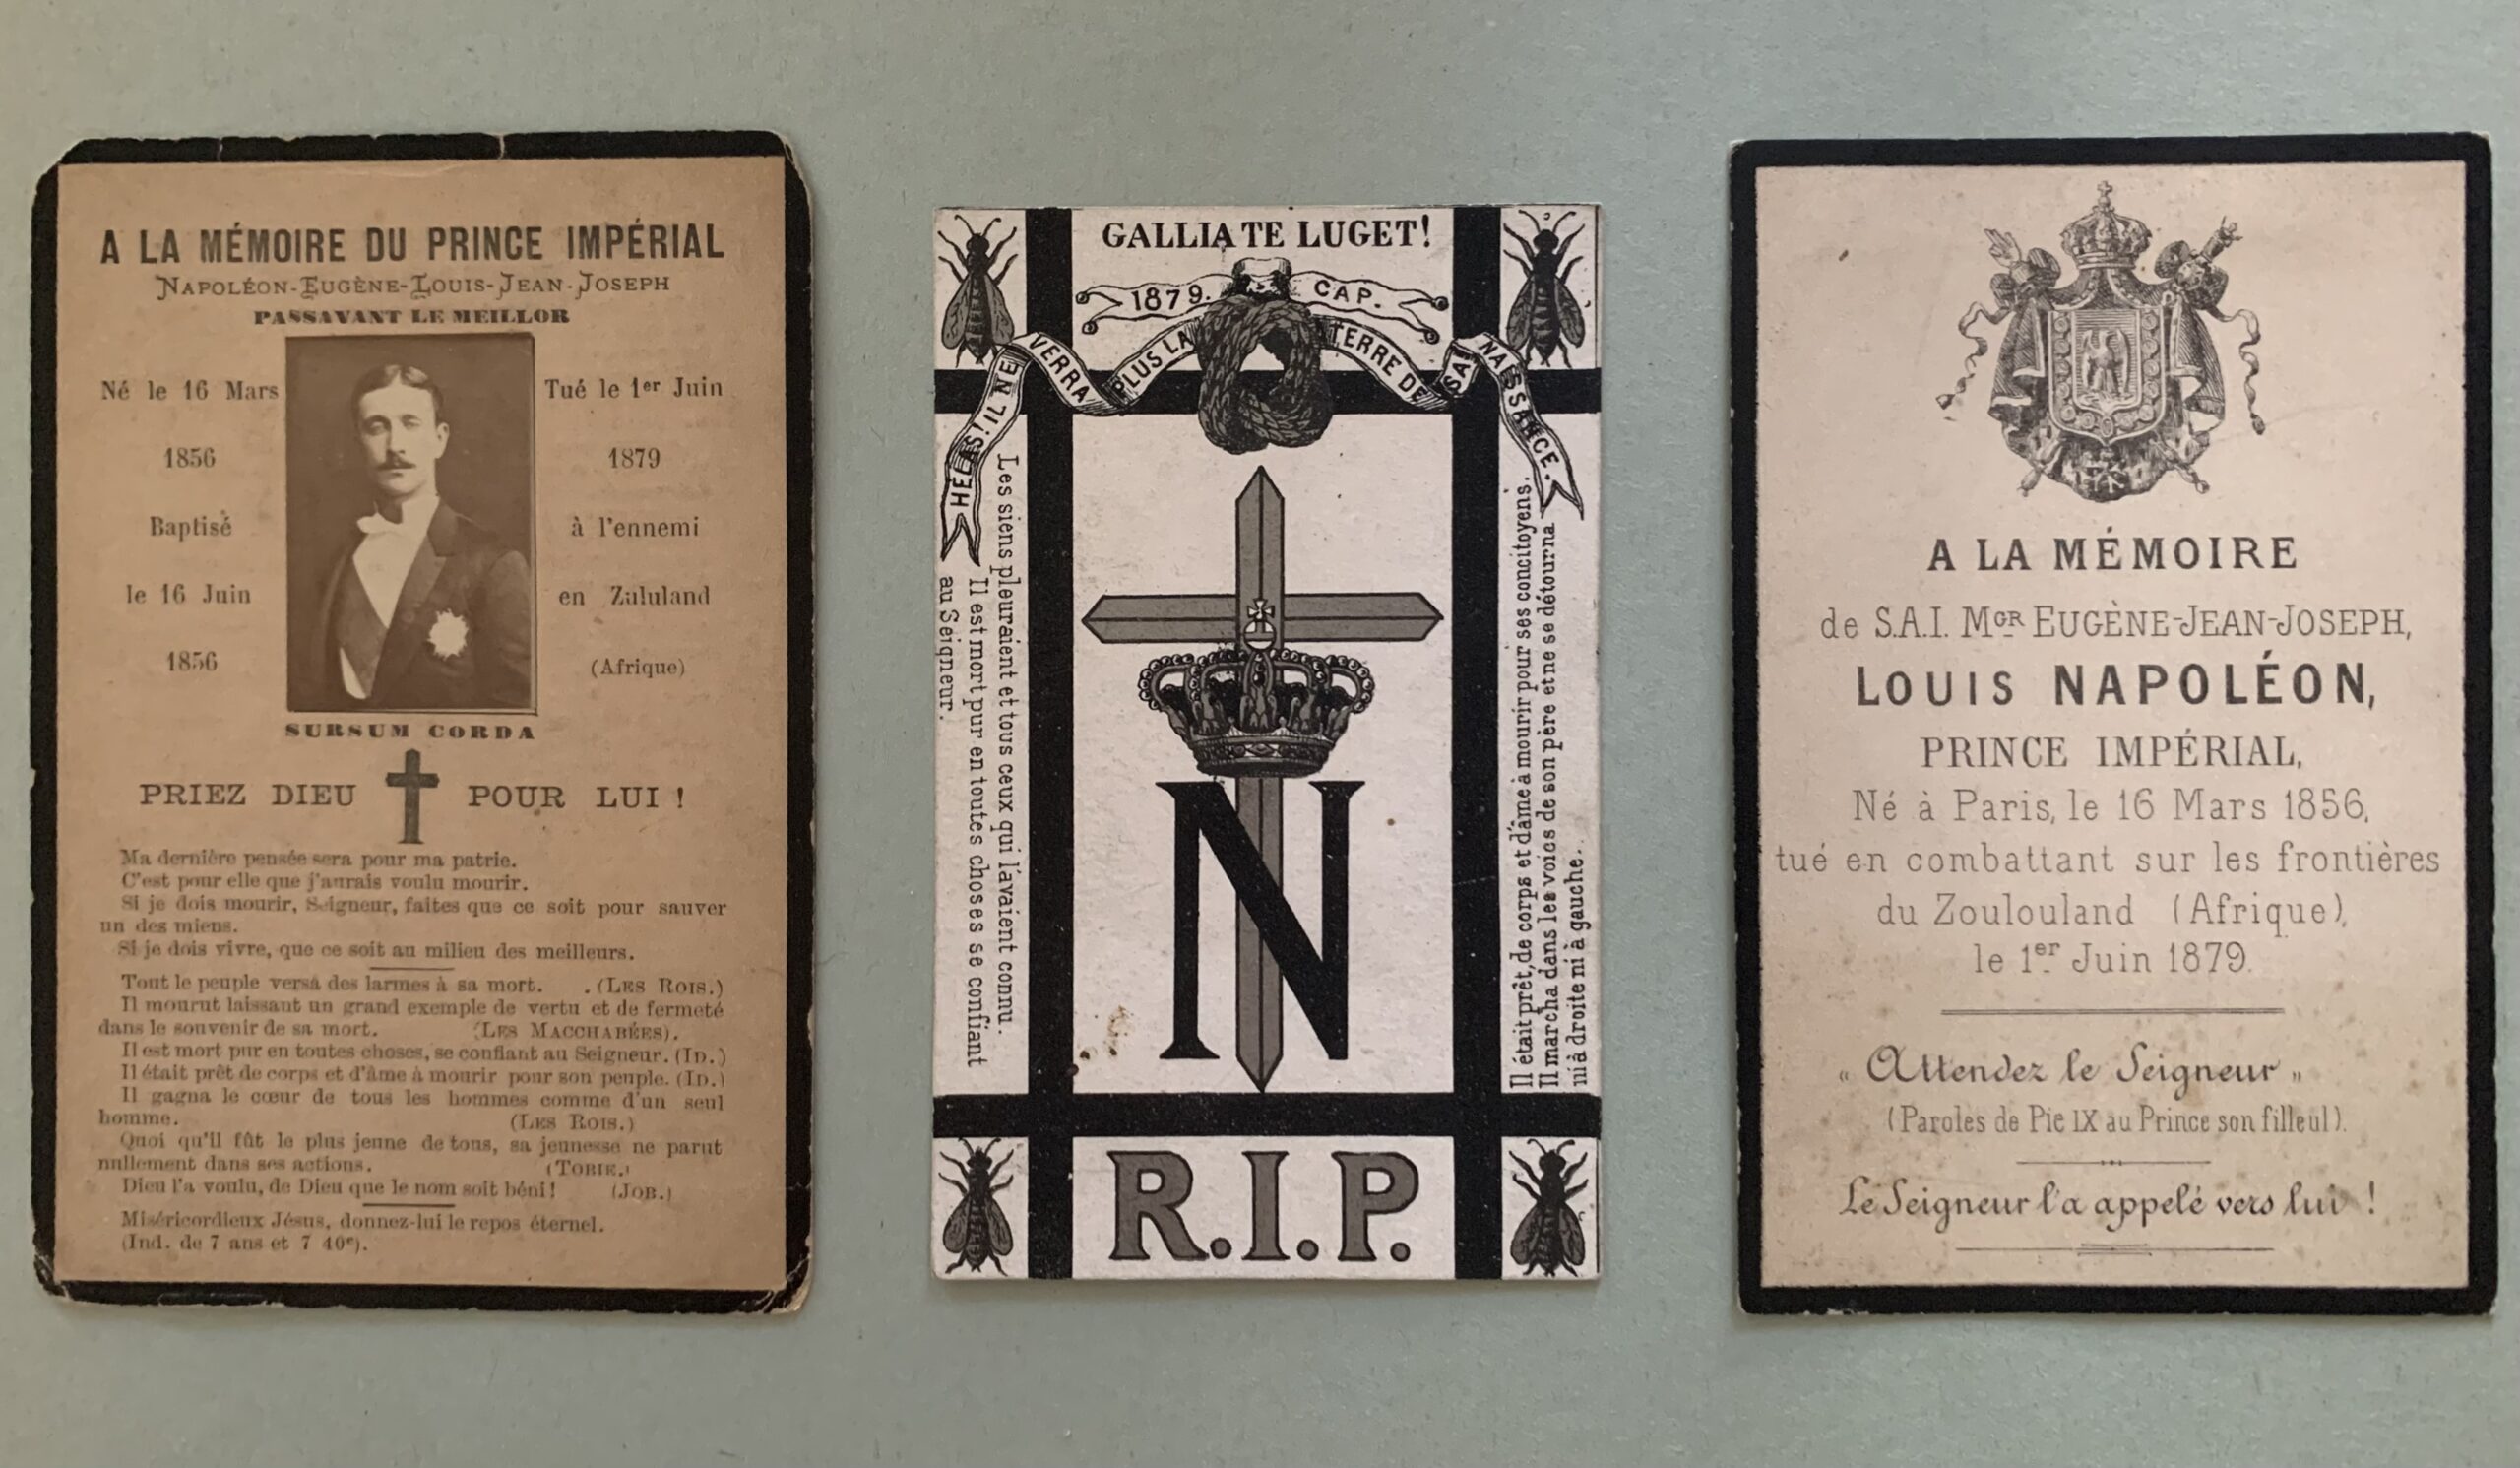 A LA MÉMOIRE DU PRINCE IMPÉRIAL
NAPOLÉON-EUGÈNE-LOUIS-JEAN-JOSEPH
PASSAVANT LE MEILLOR
Né le 16 Mars
1856
Baptisé
le 16 Juin
1856
Tué le 1er Juin
1879
à l'ennemi
en Zululand
(Afrique)
SURSUM CORDA
PRIEZ DIEU POUR LUI !
Ma dernière pensée sera pour ma patrie.
C'est pour elle que j'aurais voulu mourir.
Si je dois mourir, Seigneur, faites que ce soit pour sauver
un des miens.
Si je dois vivre, que ce soit au milieu des meilleurs.
Tout le peuple versa des larmes à sa mort. . (LES ROIS.)
Il mourut laissant un grand exemple de vertu et de fermeté
dans le souvenir de sa mort. (LES MACCHABÉES).
Il est mort pur en toutes choses, se confiant au Seigneur. (ID.)
Il était prêt de corps et d'âme à mourir pour son peuple. (ID.)
Il gagna le cœur de tous les hommes comme d'un seul
homme. (LES ROIS.)
Quoi qu'il fût le plus jeune de tous, sa jeunesse ne parut
nullement dans ses actions. (TOBIE.)
Dieu l'a voulu, de Dieu que le nom soit béni ! (JOB.)
Miséricordieux Jésus, donnez-lui le repos éternel.
(Ind. de 7 ans et 7 40es).
GALLIA TE LUGET!
1879. CAP.
HÉLAS! IL NE VERRA PLUS LA TERRE DE SA NAISSANCE.
Les siens pleuraient et tous ceux qui l'avaient connu.
Il est mort pur en toutes choses se confiant
au Seigneur.
Il était prêt, de corps et d'âme à mourir pour ses concitoyens.
Il marcha dans les voies de son père et ne se détourna
ni à droite ni à gauche.
N
R.I.P.
A LA MÉMOIRE
de S.A.I. MGR EUGÈNE-JEAN-JOSEPH,
LOUIS NAPOLÉON,
PRINCE IMPÉRIAL,
Né à Paris, le 16 Mars 1856,
tué en combattant sur les frontières
du Zoulouland (Afrique),
le 1er Juin 1879.
« Attendez le Seigneur »
(Paroles de Pie IX au Prince son filleul).
Le Seigneur l'a appelé vers lui !